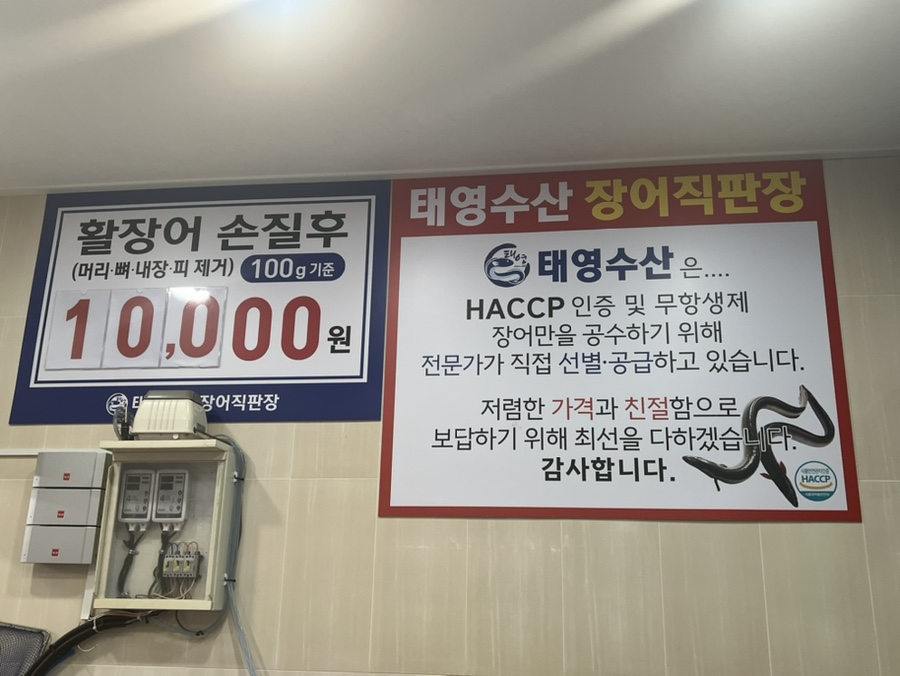 활장어 손질후
(머리·뼈·내장·피 제거) 100g 기준
10,000원
장어직판장
태영수산 장어직판장
태영
태영수산은....
HACCP 인증 및 무항생제
장어만을 공수하기 위해
전문가가 직접 선별·공급하고 있습니다.
저렴한 가격과 친절함으로
보답하기 위해 최선을 다하겠습니다.
감사합니다.
HACCP